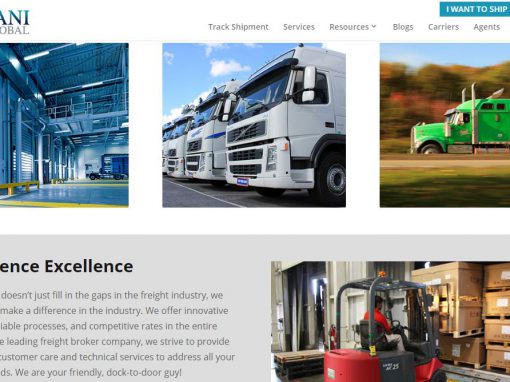 ANI
OBAL
I WANT TO SHIP
Track Shipment Services Resources Blogs Carriers Agents
ence Excellence
doesn’t just fill in the gaps in the freight industry, we
make a difference in the industry. We offer innovative
iable processes, and competitive rates in the entire
e leading freight broker company, we strive to provide
customer care and technical services to address all your
ds. We are your friendly, dock-to-door guy!